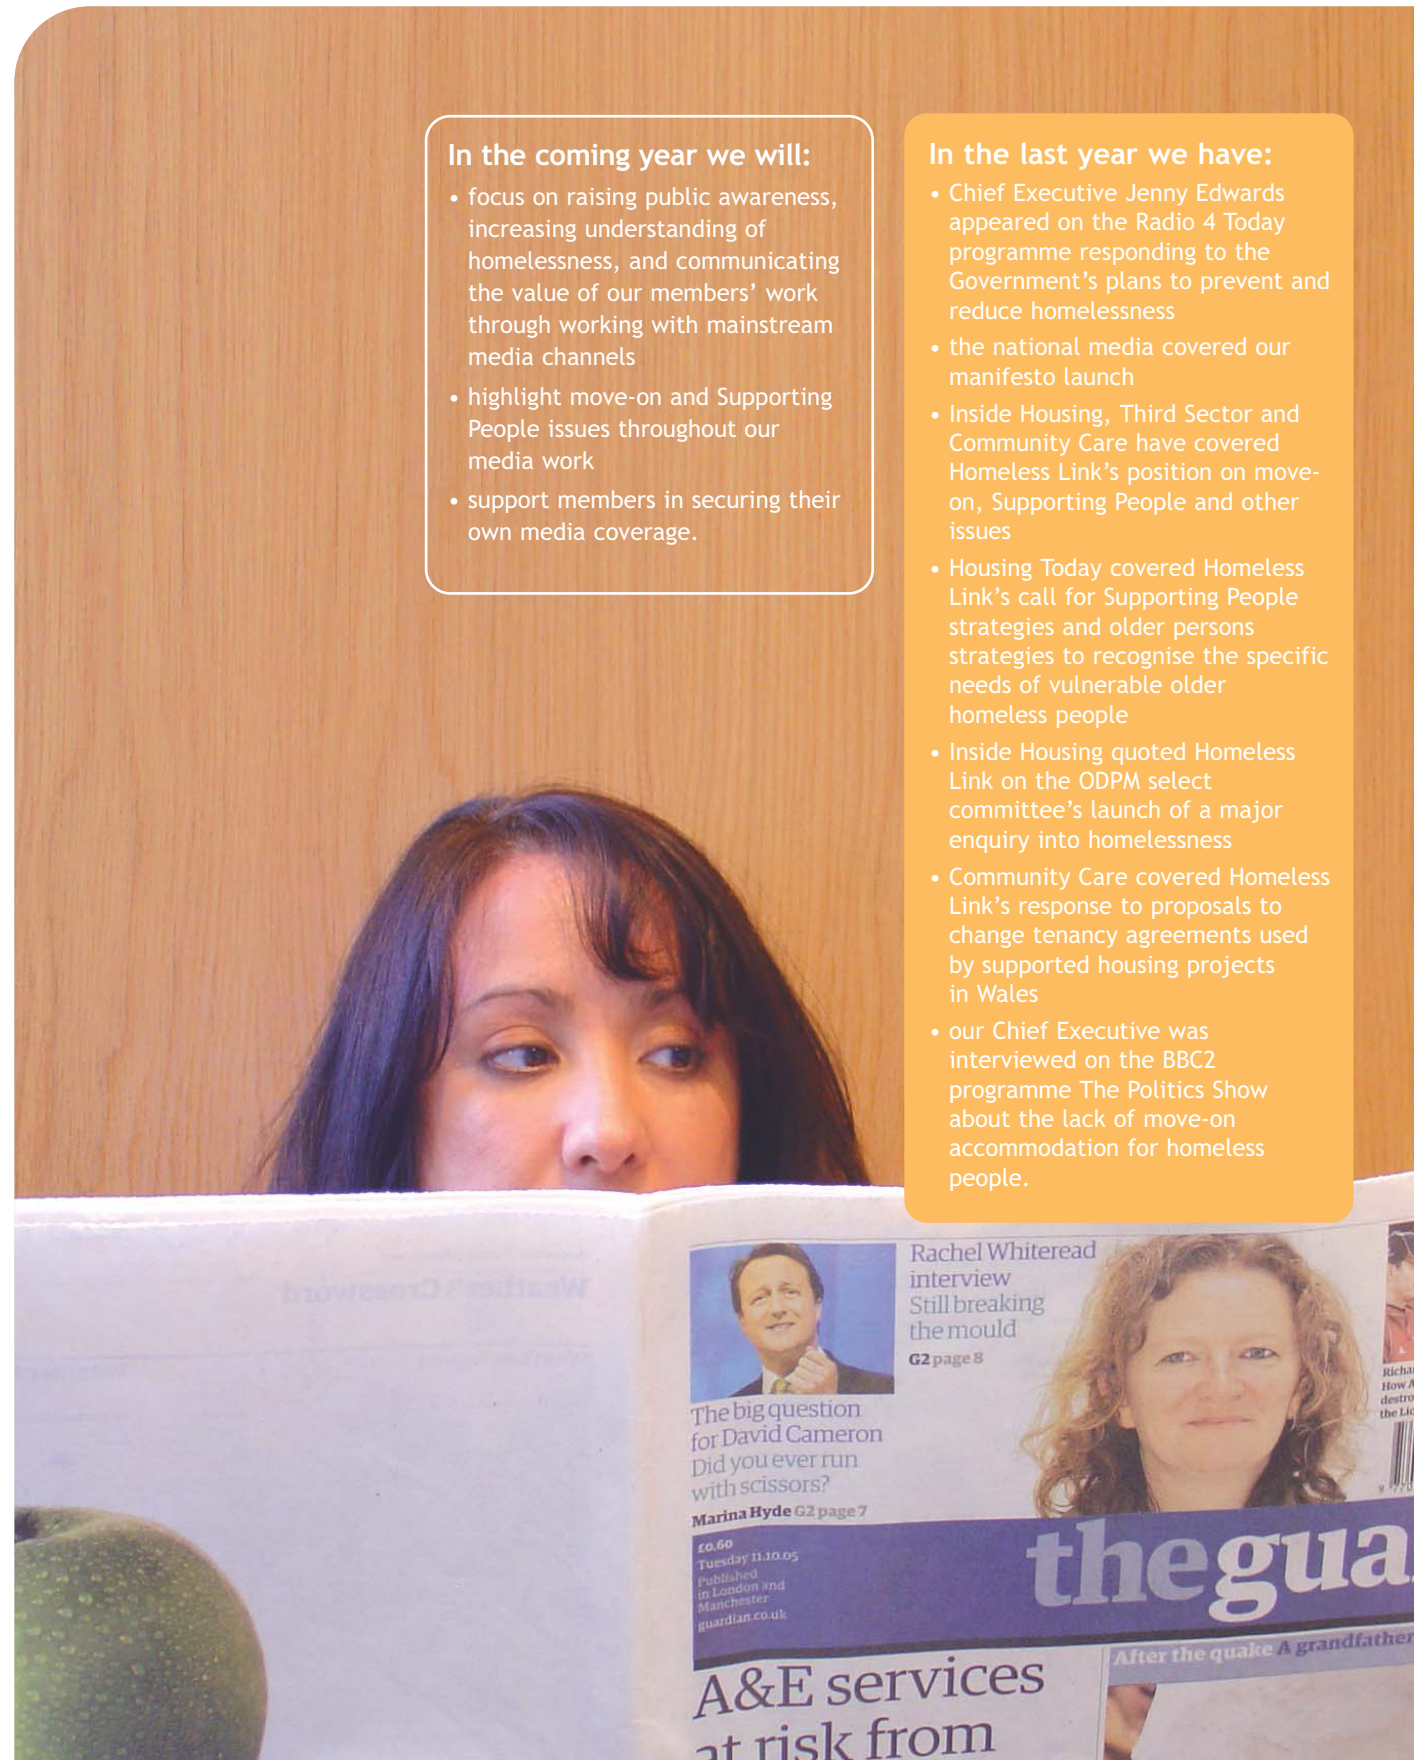 In the coming year we will:
• focus on raising public awareness,
increasing understanding of
homelessness, and communicating
the value of our members’ work
through working with mainstream
media channels
• highlight move-on and Supporting
People issues throughout our
media work
• support members in securing their
own media coverage.
In the last year we have:
• Chief Executive Jenny Edwards
appeared on the Radio 4 Today
programme responding to the
Government’s plans to prevent and
reduce homelessness
• the national media covered our
manifesto launch
• Inside Housing, Third Sector and
Community Care have covered
Homeless Link’s position on move-
on, Supporting People and other
issues
• Housing Today covered Homeless
Link’s call for Supporting People
strategies and older persons
strategies to recognise the specific
needs of vulnerable older
homeless people
• Inside Housing quoted Homeless
Link on the ODPM select
committee’s launch of a major
enquiry into homelessness
• Community Care covered Homeless
Link’s response to proposals to
change tenancy agreements used
by supported housing projects
in Wales
• our Chief Executive was
interviewed on the BBC2
programme The Politics Show
about the lack of move-on
accommodation for homeless
people.
Weather & Crossword
The big question
for David Cameron
Did you ever run
with scissors?
Marina Hyde G2 page 7
Rachel Whiteread
interview
Still breaking
the mould
G2 page 8
How A
destro
£0.60
Tuesday 11.10.05
Published
in London and
Manchester
guardian.co.uk
thegua
After the quake A grandfather
A&E services
at risk from